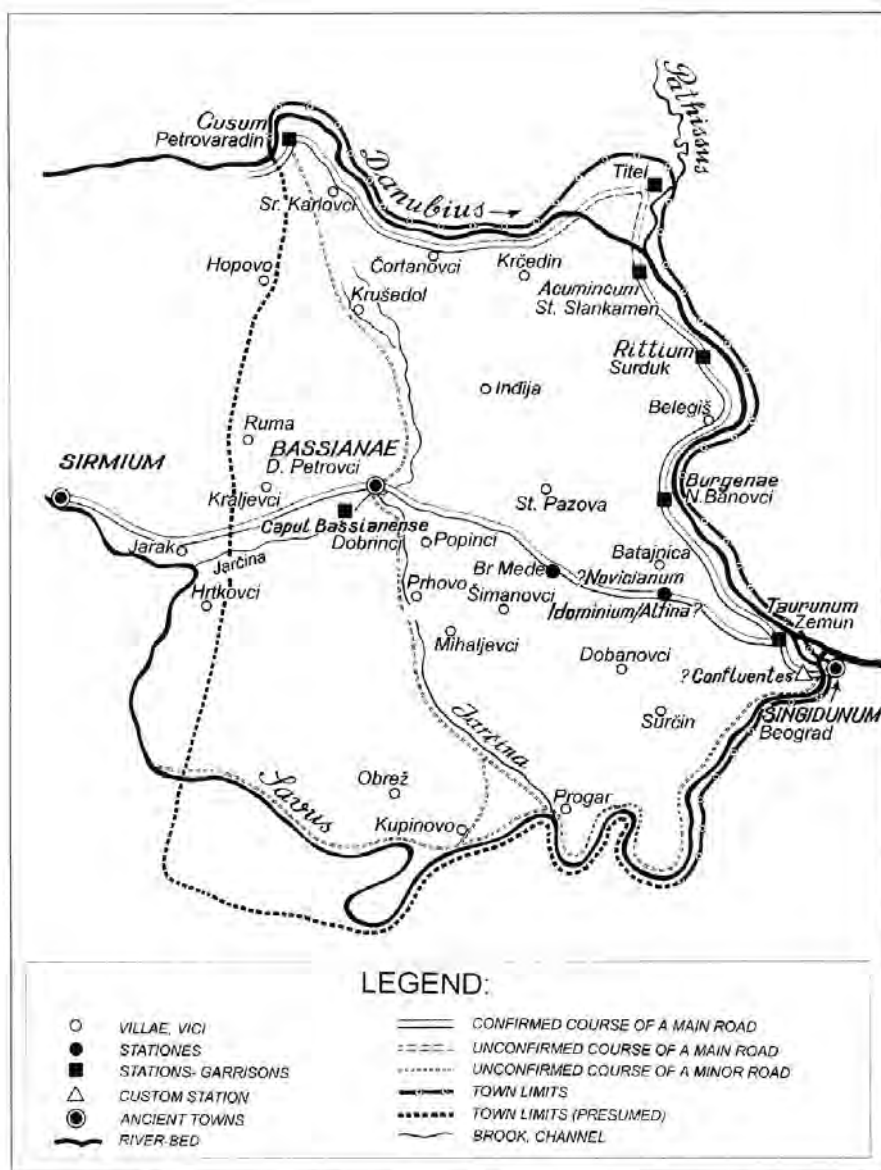 Pathissus
Cusum
Petrovaradin
Titel
Danubius
Sr. Karlovci
Čortanovci
Krčedin
Hopovo
Acumincum
St. Slankamen
Krušedol
Rittium
Surduk
Inđija
Belegiš
Ruma
BASSIANAE
D. Petrovci
SIRMIUM
Kraljevci
St. Pazova
Burgenae
N.Banovci
Caput Bassianense
Dobrinci
Popinci
Jarak
Jarčina
Batajnica
Br Mede
?Novicianum
Hrtkovci
Prhovo
Šimanovci
Idominium/Altina?
Taurunum
Zemun
Mihaljevci
Dobanovci
?Confluentes
SINGIDUNUM
Beograd
Surčin
Jarčina
Savus
Obrež
Progar
Kupinovo
LEGEND:
VILLAE, VICI
STATIONES
STATIONS- GARRISONS
CUSTOM STATION
ANCIENT TOWNS
RIVER-BED
CONFIRMED COURSE OF A MAIN ROAD
UNCONFIRMED COURSE OF A MAIN ROAD
UNCONFIRMED COURSE OF A MINOR ROAD
TOWN LIMITS
TOWN LIMITS (PRESUMED)
BROOK, CHANNEL